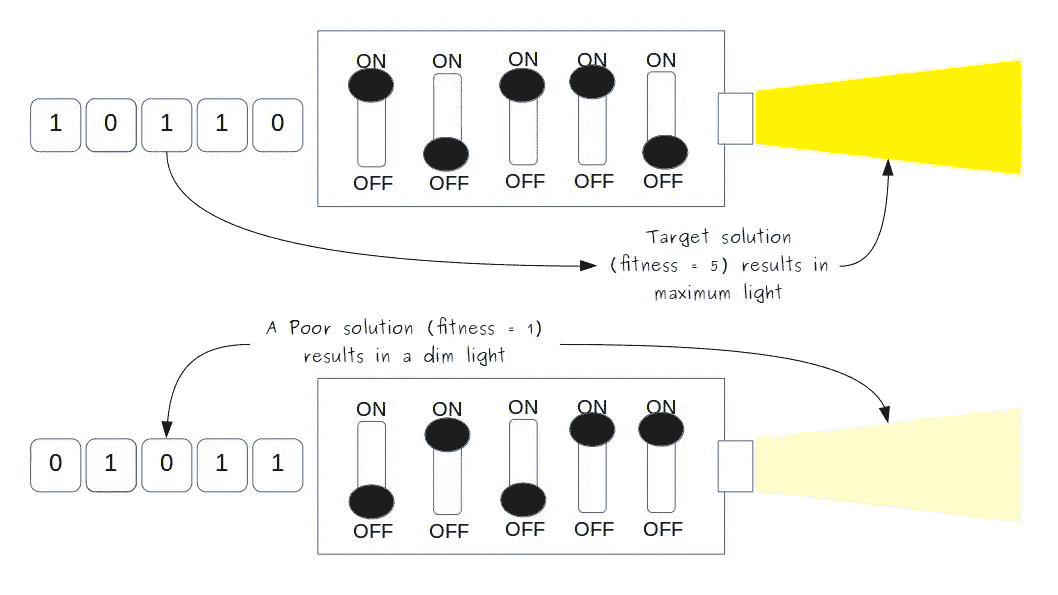 ON ON ON ON ON
1 0 1 1 0
OFF OFF OFF OFF OFF
Target solution
(fitness = 5) results in
maximum light
A Poor solution (fitness = 1)
results in a dim light
ON ON ON ON ON
0 1 0 1 1
OFF OFF OFF OFF OFF